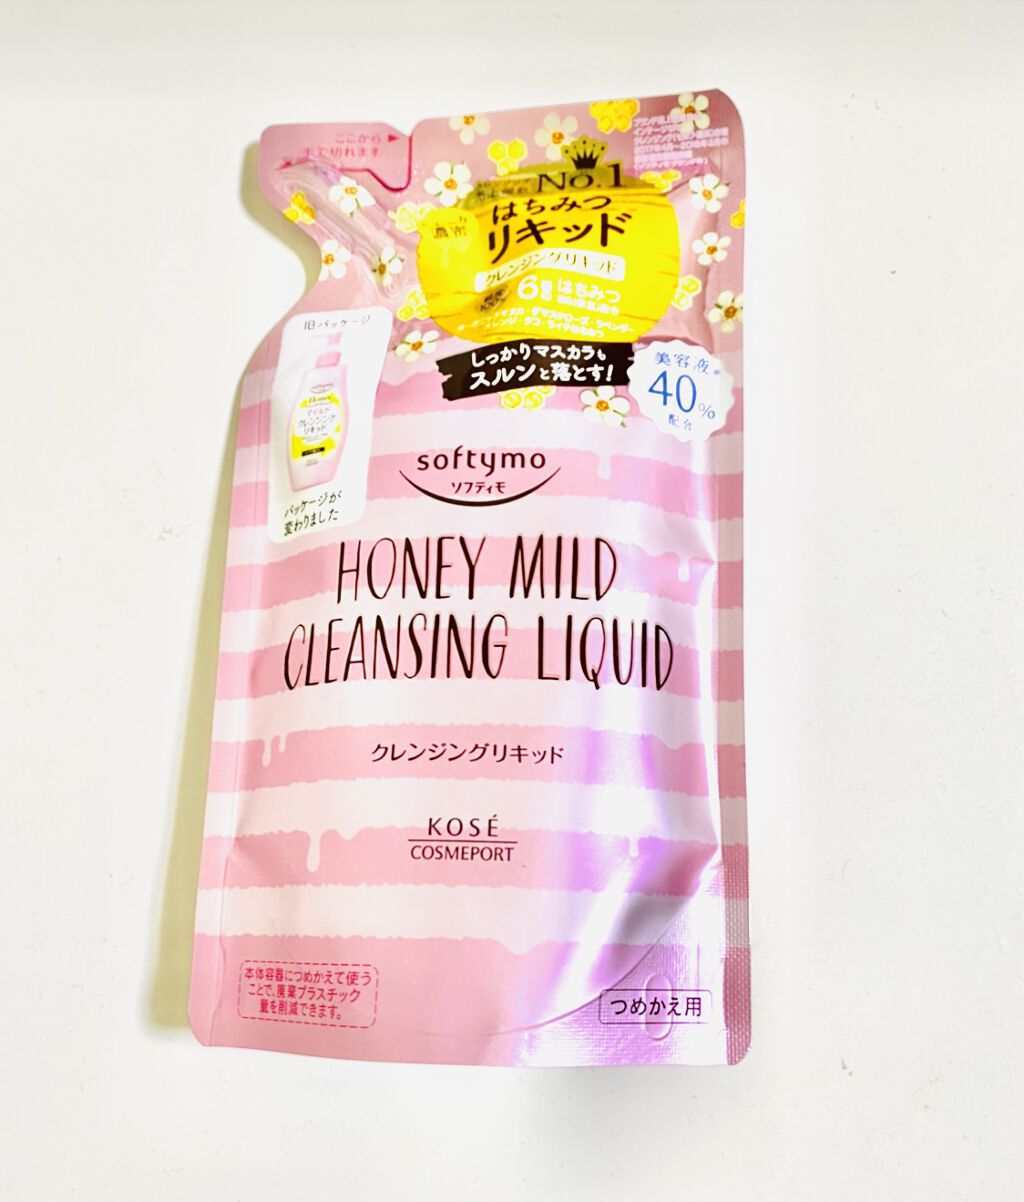 ここから
手で切れます
No.1
はちみつ
リキッド
濃密
クレンジングリキッド
6種の
はちみつ
しっかりマスカラも
スルンと落とす!
美容液
40%
配合
旧パッケージ
softymo
Honey
マイルド
クレンジング
リキッド
パッケージが
変わりました
softymo
ソフティモ
HONEY MILD
CLEANSING LIQUID
クレンジングリキッド
KOSÉ
COSMEPORT
本体容器につめかえて使う
ことで、廃棄プラスチック
量を削減できます。
つめかえ用